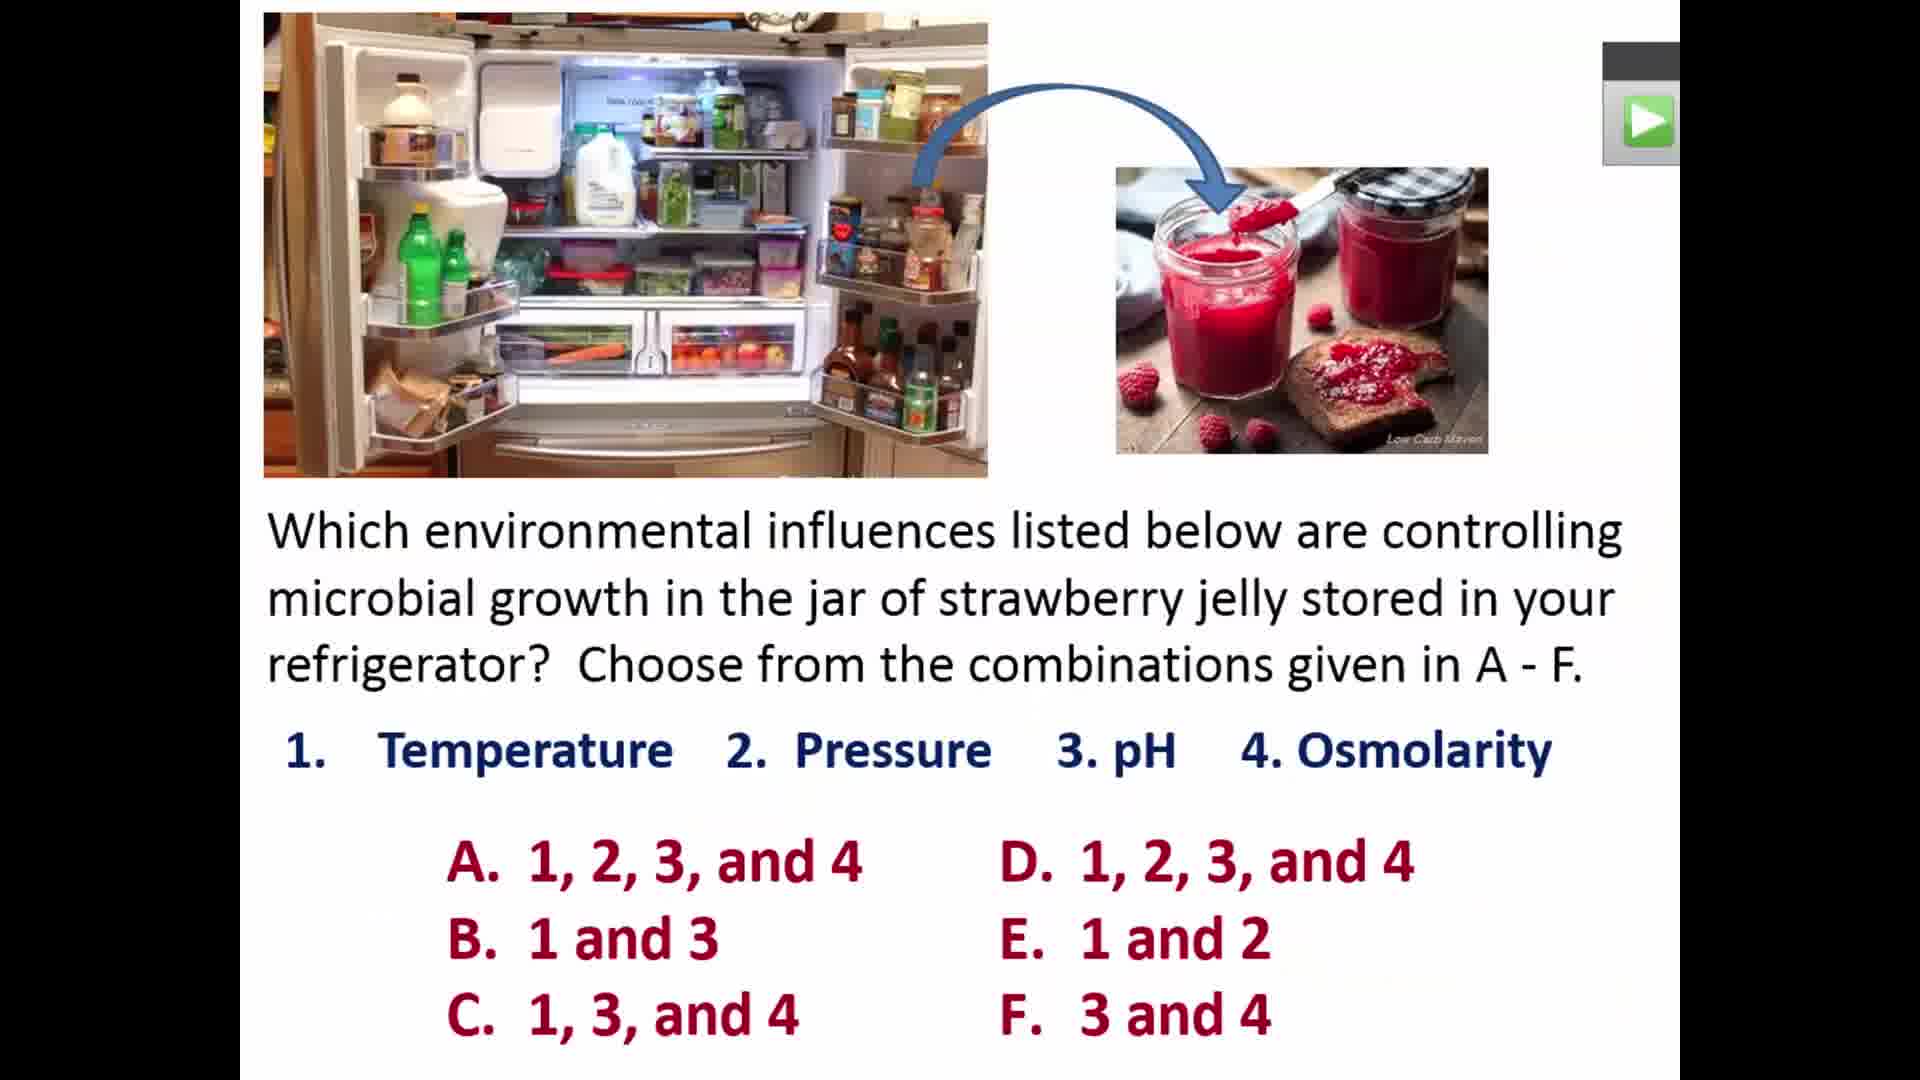 Low Carb Maven
Which environmental influences listed below are controlling
microbial growth in the jar of strawberry jelly stored in your
refrigerator?  Choose from the combinations given in A - F.
1. Temperature 2. Pressure 3. pH 4. Osmolarity
A. 1, 2, 3, and 4
B. 1 and 3
C. 1, 3, and 4
D. 1, 2, 3, and 4
E. 1 and 2
F. 3 and 4